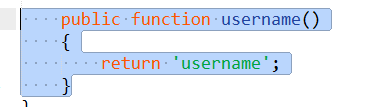 public function username()
{
return 'username';
}
}